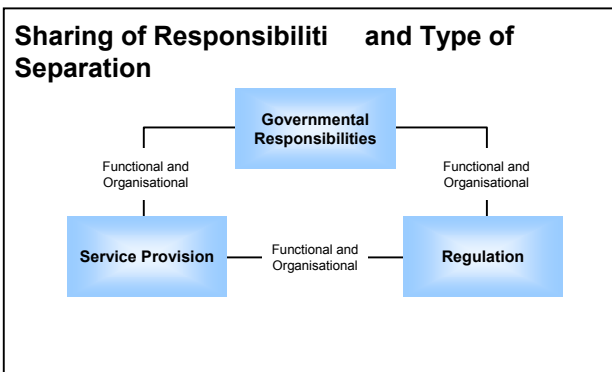 Sharing of Responsibiliti and Type of
Separation
Governmental
Responsibilities
Functional and
Organisational
Functional and
Organisational
Service Provision
Functional and
Organisational
Regulation